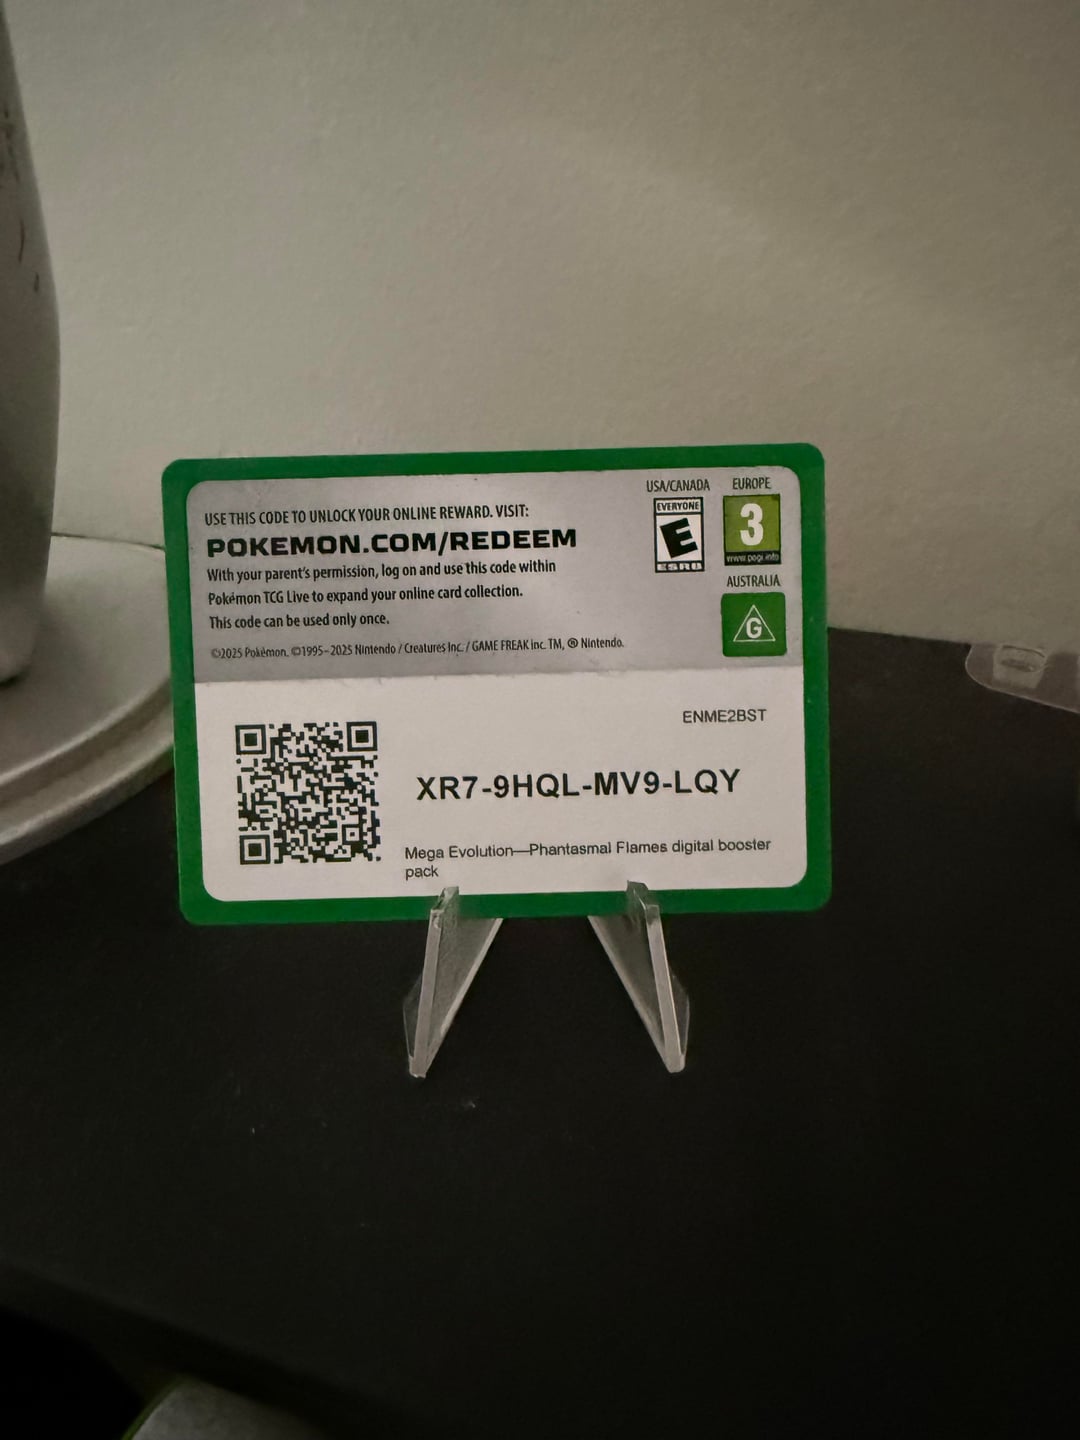 USE THIS CODE TO UNLOCK YOUR ONLINE REWARD. VISIT:
POKEMON.COM/REDEEM
With your parent's permission, log on and use this code within
Pokémon TCG Live to expand your online card collection.
This code can be used only once.
©2025 Pokémon. ©1995–2025 Nintendo / Creatures Inc. / GAME FREAK inc. TM, ® Nintendo.
USA/CANADA
EVERYONE
E
ESRB
EUROPE
3
www.pegi.info
AUSTRALIA
G
ENME2BST
XR7-9HQL-MV9-LQY
Mega Evolution—Phantasmal Flames digital booster
pack